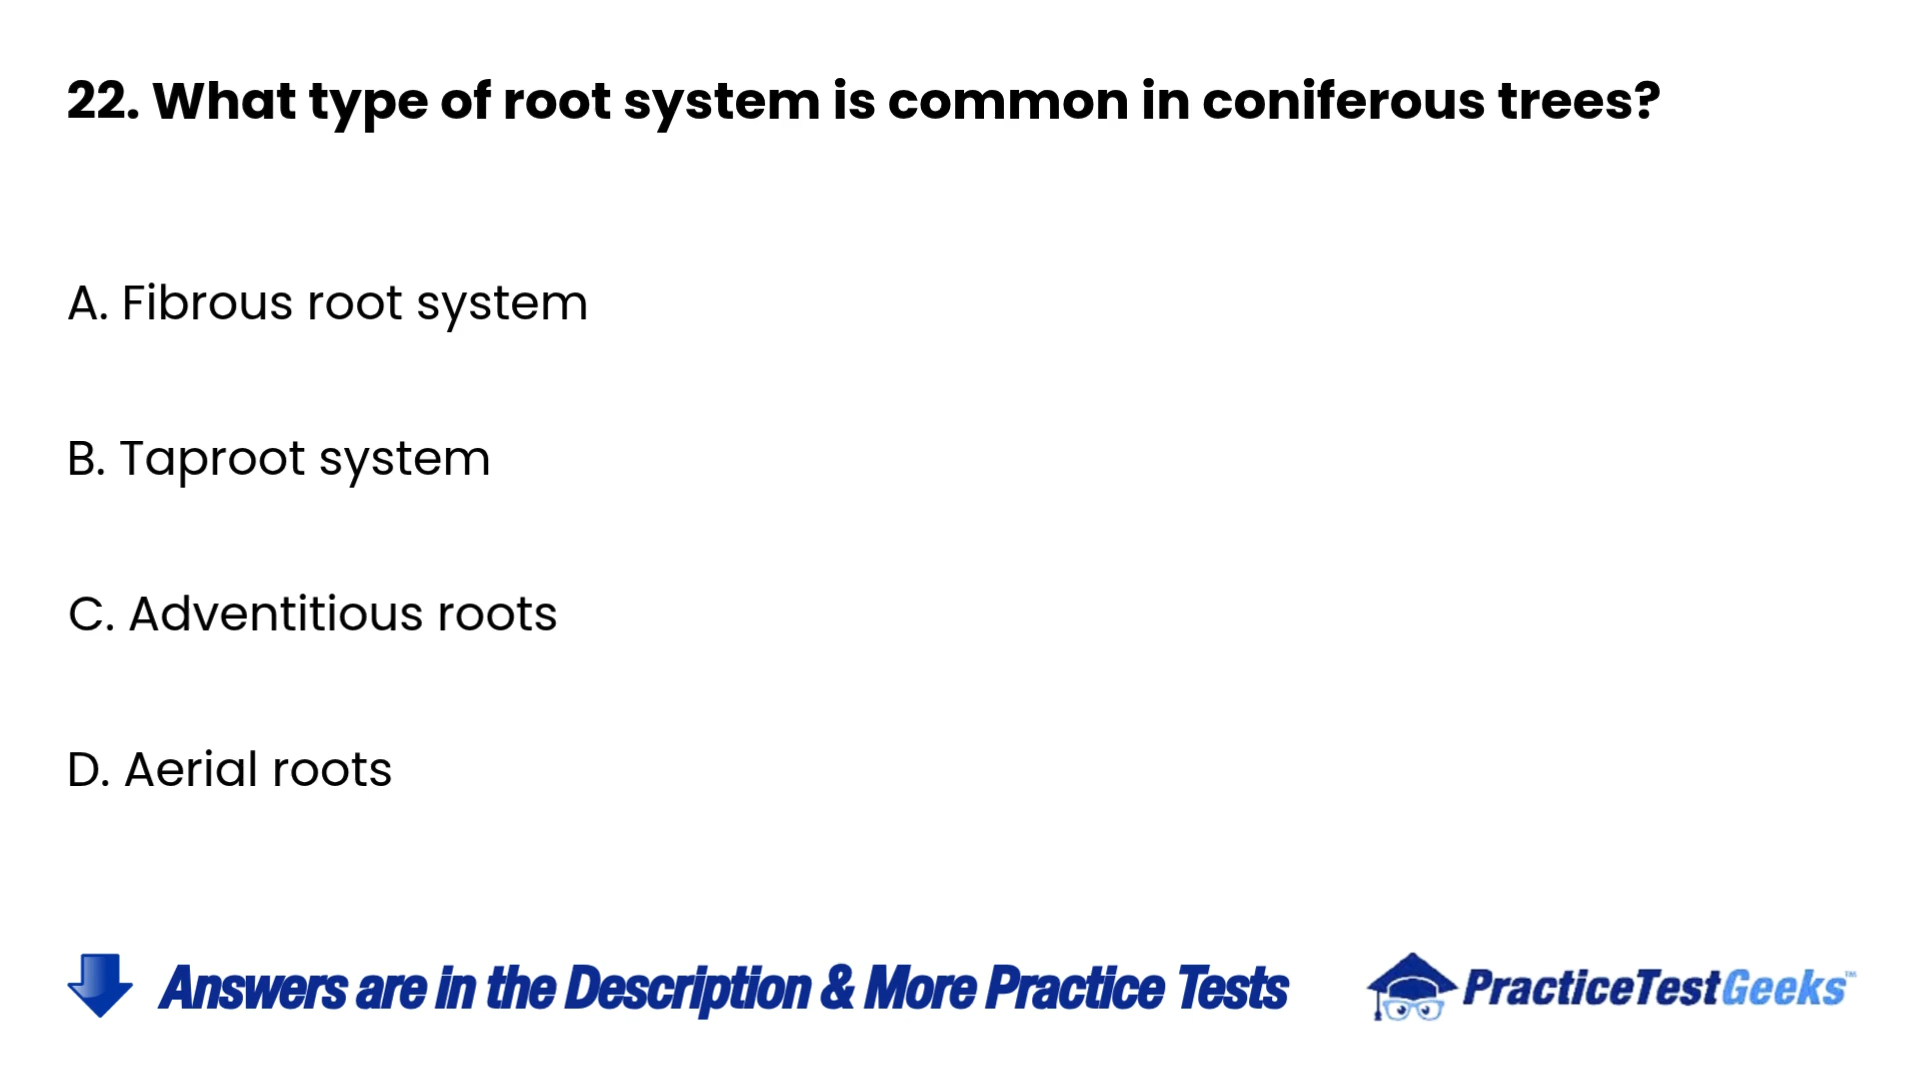 22. What type of root system is common in coniferous trees?
A. Fibrous root system
B. Taproot system
C. Adventitious roots
D. Aerial roots
Answers are in the Description & More Practice Tests
PracticeTestGeeks™